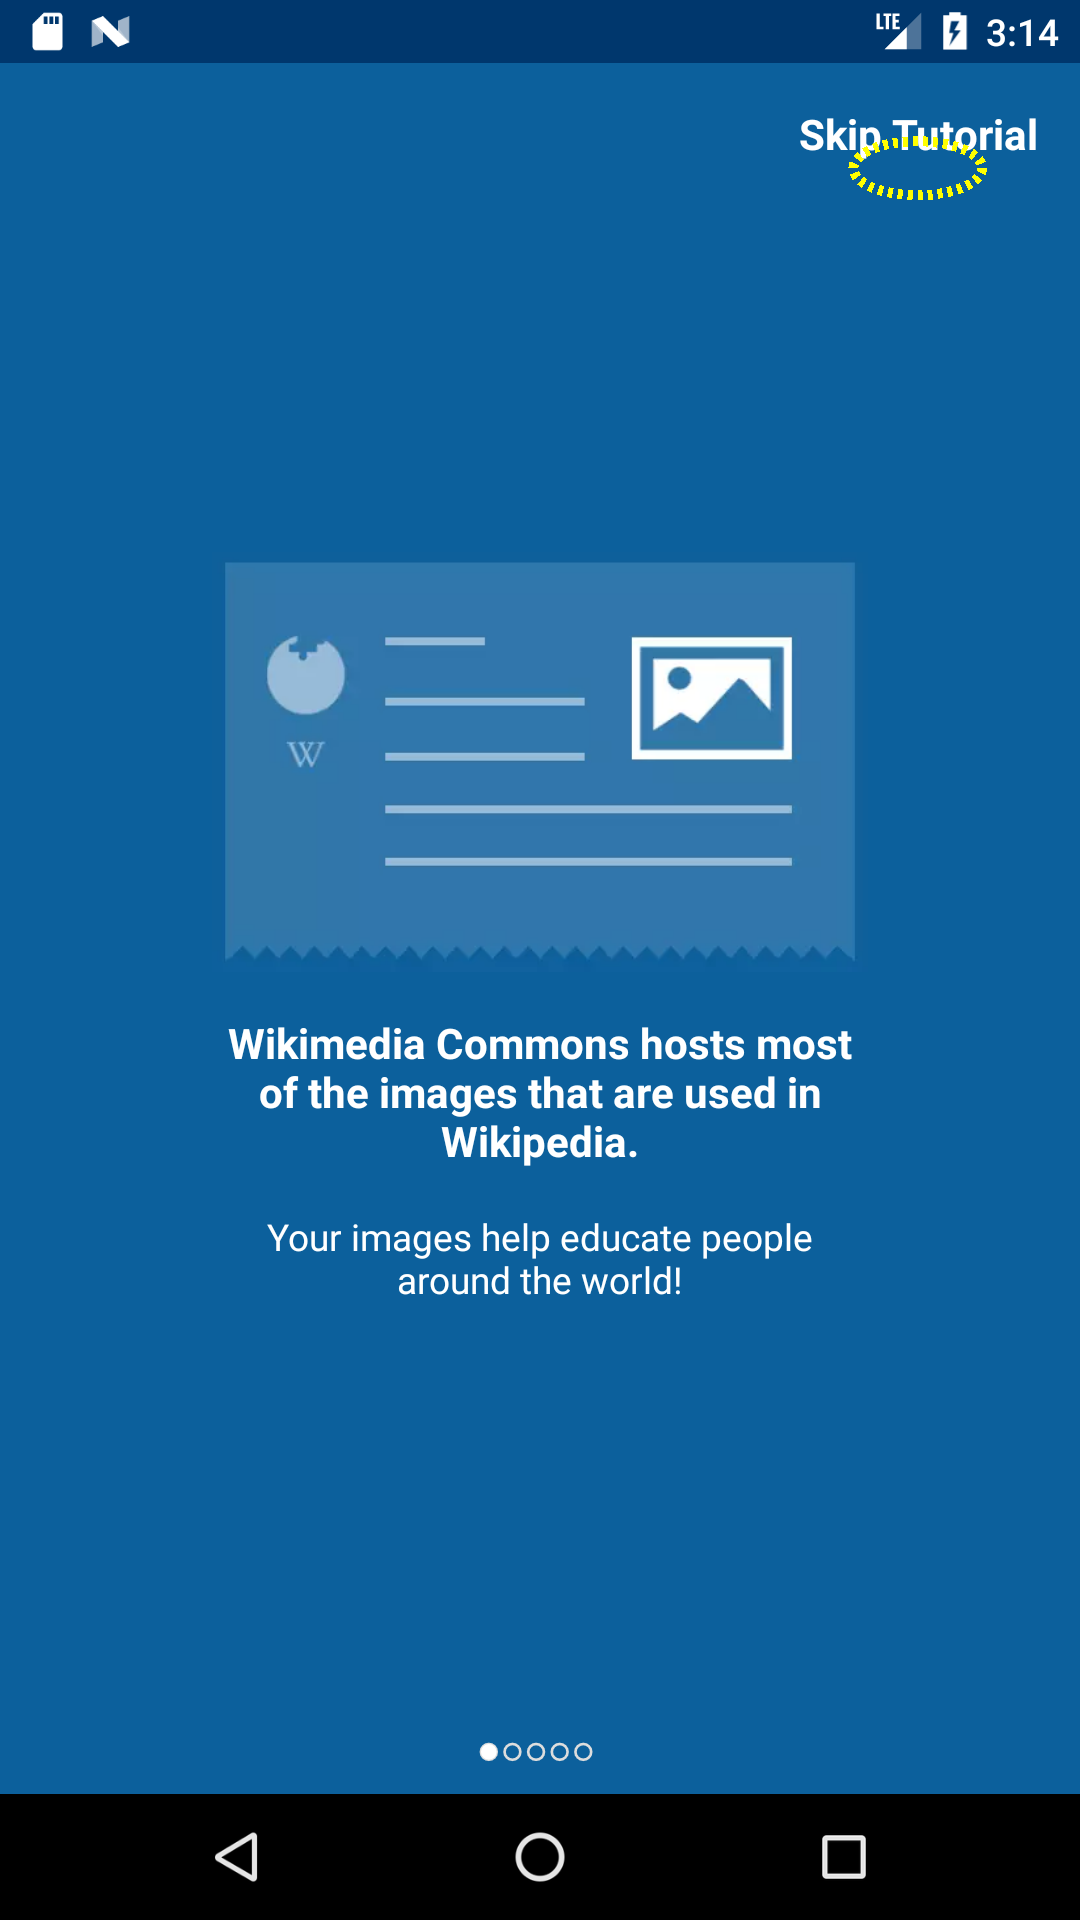 LTE 3:14
Skip Tutorial
W
Wikimedia Commons hosts most
of the images that are used in
Wikipedia.
Your images help educate people
around the world!